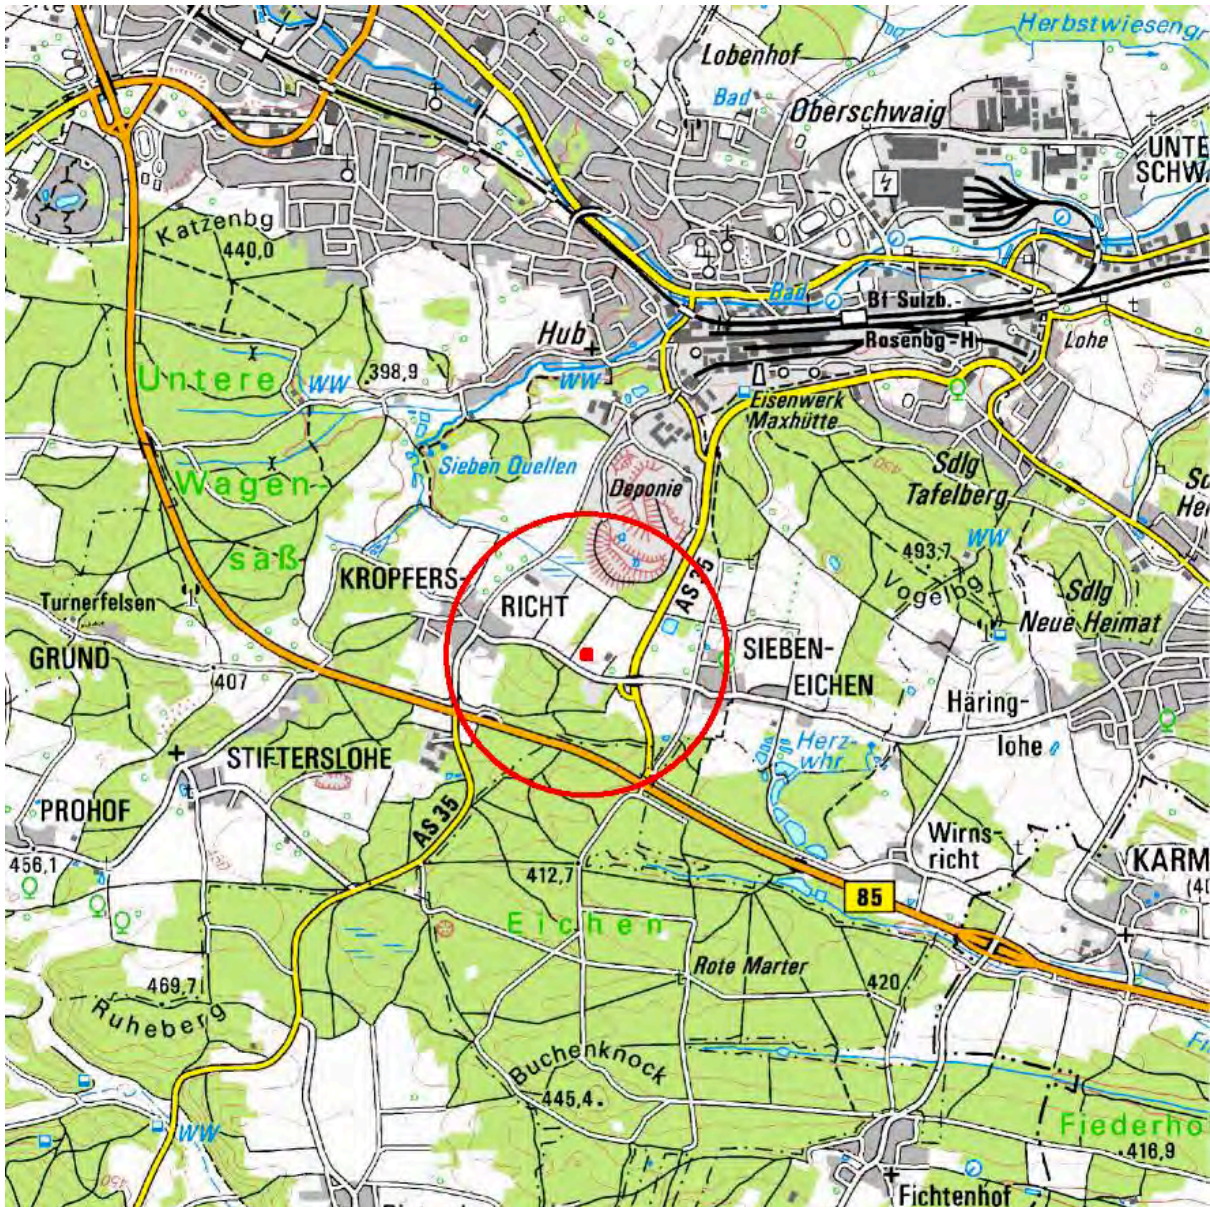 Herbstwiesengr
Lobenhof
Bad
Oberschwaig
UNTE
SCHW
Katzenbg
440,0
Bad
Bf Sulzb.-
Rosenbg-H
Lohe
Hub
Untere
WW
398,9
WW
Eisenwerk
Maxhütte
Sieben Quellen
450
Sdlg
Tafelberg
Wagen-
Deponie
saß
493,7
WW
Vogelbg
KROPFERS-
RICHT
AS 35
Turnerfelsen
Sdlg
Neue Heimat
GRUND
407
SIEBEN-
EICHEN
Häring-
lohe
STIFTERSLOHE
Herz-
whr
PROHOF
AS 35
Wirns-
richt
456,1
450
412,7
KARM
85
Eichen
Rote Marter
420
469,7
Ruheberg
Buchenknock
445,4
WW
450
Fiederho
416,9
Fichtenhof